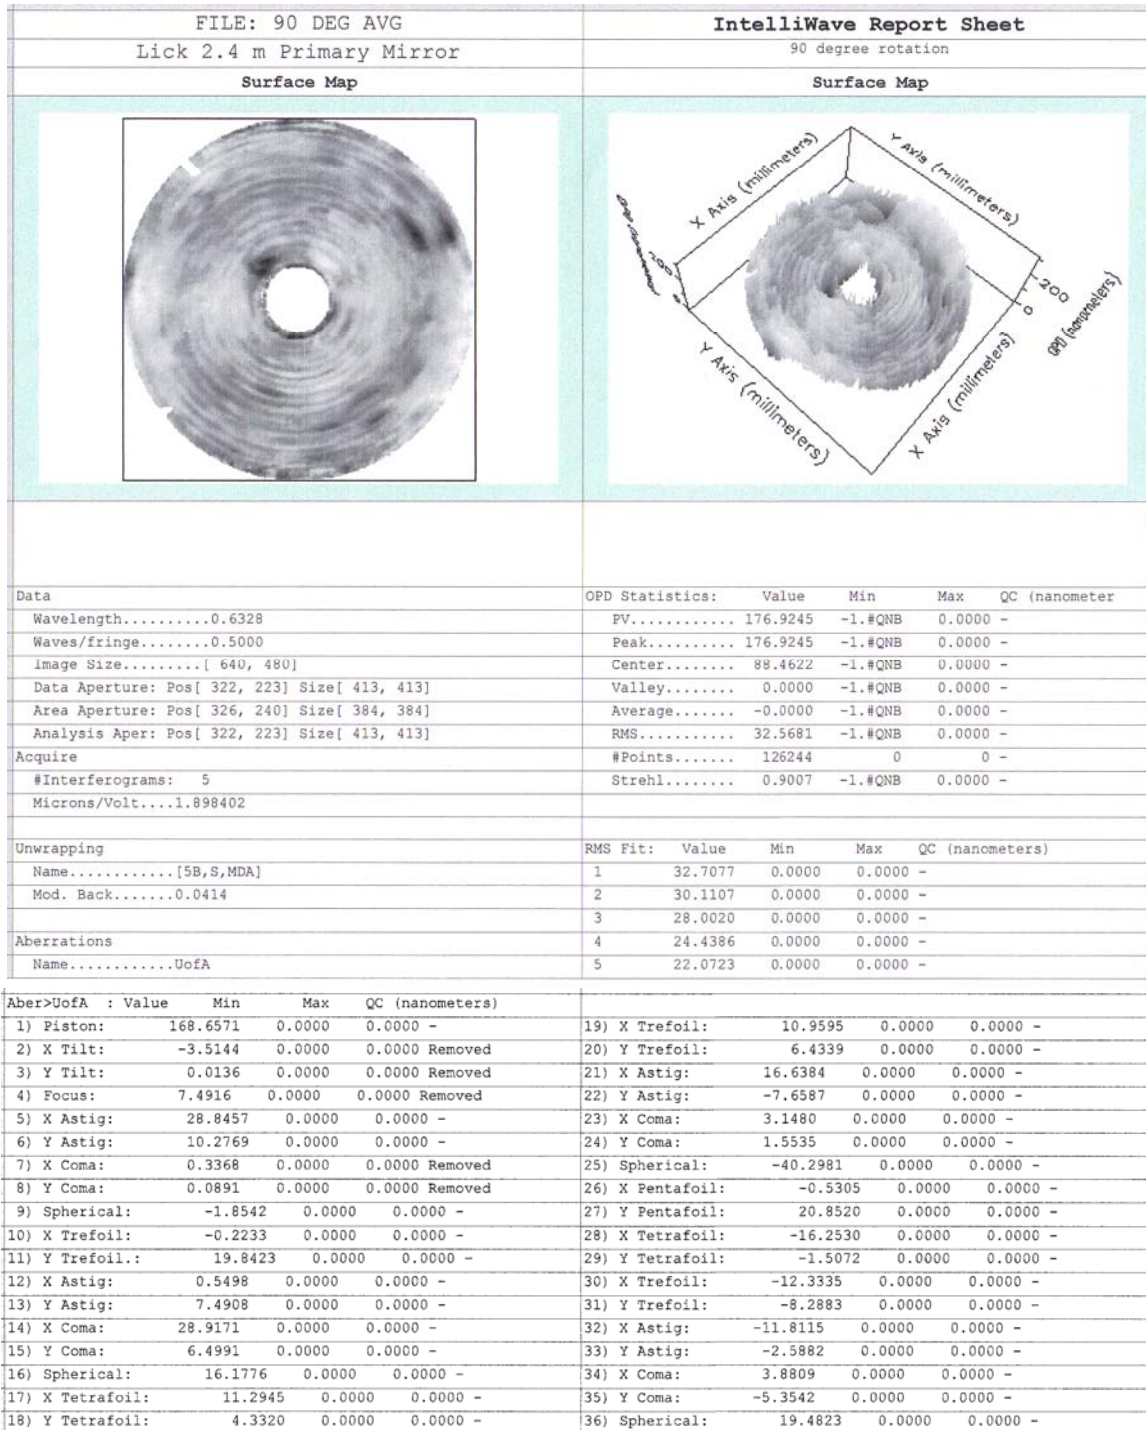 FILE: 90 DEG AVG
Lick 2.4 m Primary Mirror
Surface Map
IntelliWave Report Sheet
90 degree rotation
Surface Map
X Axis (millimeters)
Y Axis (millimeters)
200
0
OPD (nanometers)
Y Axis (millimeters)
X Axis (millimeters)
Data
Wavelength..........0.6328
Waves/fringe........0.5000
Image Size.........[ 640, 480]
Data Aperture: Pos[ 322, 223] Size[ 413, 413]
Area Aperture: Pos[ 326, 240] Size[ 384, 384]
Analysis Aper: Pos[ 322, 223] Size[ 413, 413]
Acquire
#Interferograms: 5
Microns/Volt....1.898402
Unwrapping
Name............[5B,S,MDA]
Mod. Back.......0.0414
Aberrations
Name............UofA
OPD Statistics: Value Min Max QC (nanometer
PV............ 176.9245 -1.#QNB 0.0000 -
Peak.......... 176.9245 -1.#QNB 0.0000 -
Center........ 88.4622 -1.#QNB 0.0000 -
Valley........ 0.0000 -1.#QNB 0.0000 -
Average....... -0.0000 -1.#QNB 0.0000 -
RMS........... 32.5681 -1.#QNB 0.0000 -
#Points....... 126244 0 0 -
Strehl........ 0.9007 -1.#QNB 0.0000 -
RMS Fit: Value Min Max QC (nanometers)
1 32.7077 0.0000 0.0000 -
2 30.1107 0.0000 0.0000 -
3 28.0020 0.0000 0.0000 -
4 24.4386 0.0000 0.0000 -
5 22.0723 0.0000 0.0000 -
Aber>UofA : Value Min Max QC (nanometers)
1) Piston: 168.6571 0.0000 0.0000 -
2) X Tilt: -3.5144 0.0000 0.0000 Removed
3) Y Tilt: 0.0136 0.0000 0.0000 Removed
4) Focus: 7.4916 0.0000 0.0000 Removed
5) X Astig: 28.8457 0.0000 0.0000 -
6) Y Astig: 10.2769 0.0000 0.0000 -
7) X Coma: 0.3368 0.0000 0.0000 Removed
8) Y Coma: 0.0891 0.0000 0.0000 Removed
9) Spherical: -1.8542 0.0000 0.0000 -
10) X Trefoil: -0.2233 0.0000 0.0000 -
11) Y Trefoil.: 19.8423 0.0000 0.0000 -
12) X Astig: 0.5498 0.0000 0.0000 -
13) Y Astig: 7.4908 0.0000 0.0000 -
14) X Coma: 28.9171 0.0000 0.0000 -
15) Y Coma: 6.4991 0.0000 0.0000 -
16) Spherical: 16.1776 0.0000 0.0000 -
17) X Tetrafoil: 11.2945 0.0000 0.0000 -
18) Y Tetrafoil: 4.3320 0.0000 0.0000 -
19) X Trefoil: 10.9595 0.0000 0.0000 -
20) Y Trefoil: 6.4339 0.0000 0.0000 -
21) X Astig: 16.6384 0.0000 0.0000 -
22) Y Astig: -7.6587 0.0000 0.0000 -
23) X Coma: 3.1480 0.0000 0.0000 -
24) Y Coma: 1.5535 0.0000 0.0000 -
25) Spherical: -40.2981 0.0000 0.0000 -
26) X Pentafoil: -0.5305 0.0000 0.0000 -
27) Y Pentafoil: 20.8520 0.0000 0.0000 -
28) X Tetrafoil: -16.2530 0.0000 0.0000 -
29) Y Tetrafoil: -1.5072 0.0000 0.0000 -
30) X Trefoil: -12.3335 0.0000 0.0000 -
31) Y Trefoil: -8.2883 0.0000 0.0000 -
32) X Astig: -11.8115 0.0000 0.0000 -
33) Y Astig: -2.5882 0.0000 0.0000 -
34) X Coma: 3.8809 0.0000 0.0000 -
35) Y Coma: -5.3542 0.0000 0.0000 -
36) Spherical: 19.4823 0.0000 0.0000 -